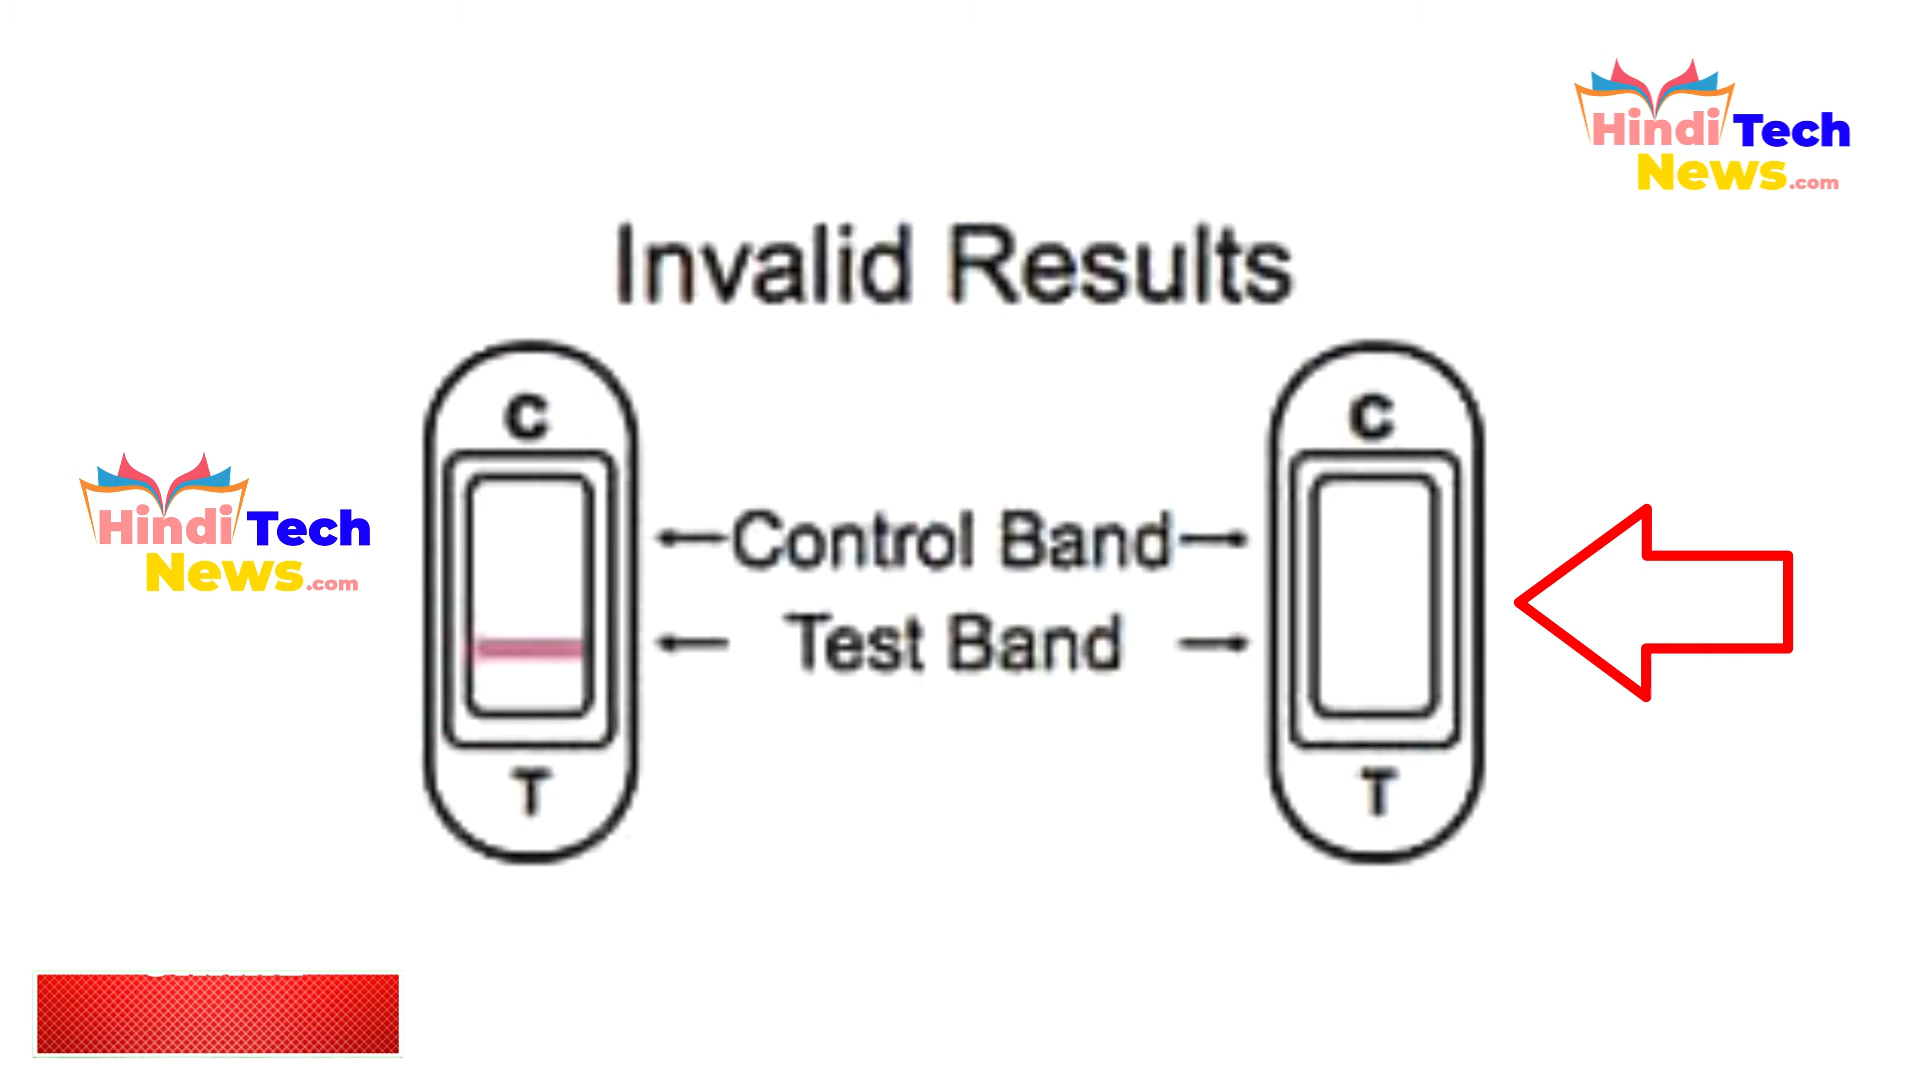 Hindi Tech
News.com
Invalid Results
C
C
Control Band
Hindi Tech
News.com
Test Band
T
T